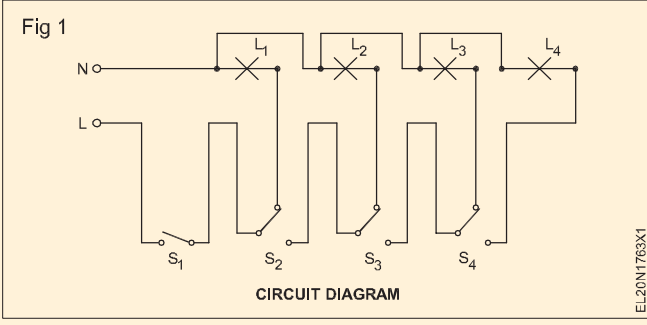 Fig 1
L1 L2 L3 L4
N
L
S1 S2 S3 S4
CIRCUIT DIAGRAM
EL20N1763X1